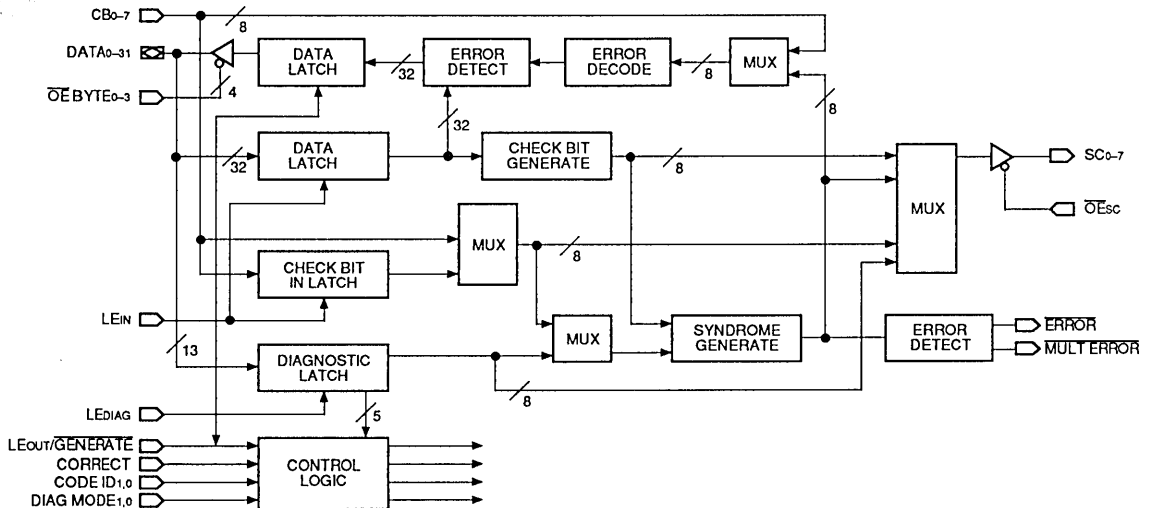 CB0–7
8
DATA0–31
DATA
LATCH
32
ERROR
DETECT
ERROR
DECODE
8
MUX
4
OE BYTE0–3
32
8
32
DATA
LATCH
CHECK BIT
GENERATE
8
SC0–7
MUX
OESC
MUX
8
CHECK BIT
IN LATCH
LEIN
13
MUX
SYNDROME
GENERATE
ERROR
DETECT
ERROR
MULT ERROR
DIAGNOSTIC
LATCH
8
LEDIAG
5
LEOUT/GENERATE
CORRECT
CODE ID1,0
DIAG MODE1,0
CONTROL
LOGIC